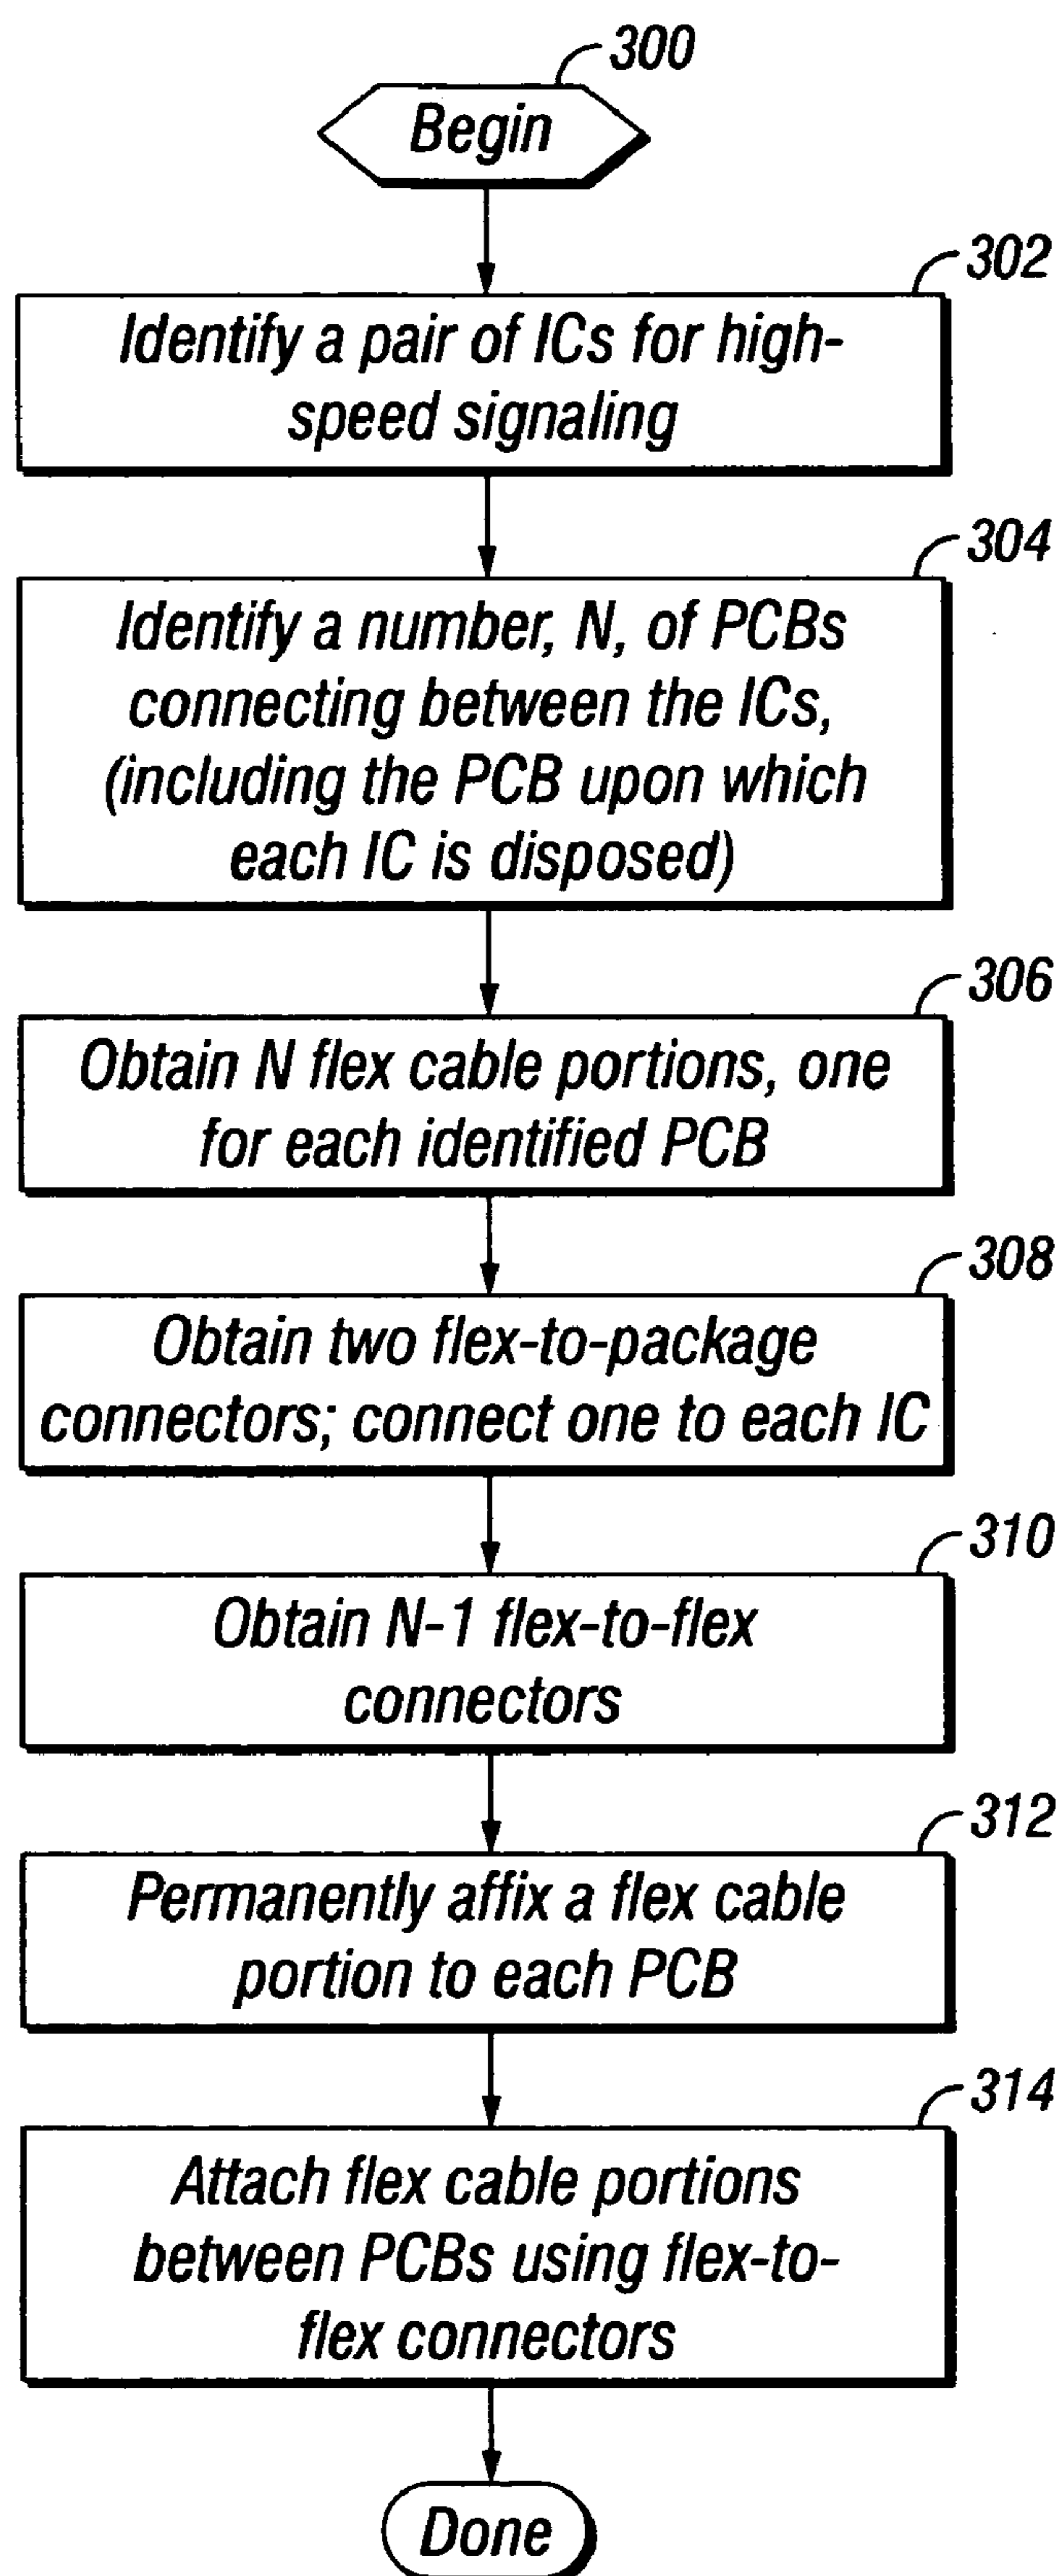 300
Begin
302
Identify a pair of ICs for high-
speed signaling
304
Identify a number, N, of PCBs
connecting between the ICs,
(including the PCB upon which
each IC is disposed)
306
Obtain N flex cable portions, one
for each identified PCB
308
Obtain two flex-to-package
connectors; connect one to each IC
310
Obtain N-1 flex-to-flex
connectors
312
Permanently affix a flex cable
portion to each PCB
314
Attach flex cable portions
between PCBs using flex-to-
flex connectors
Done